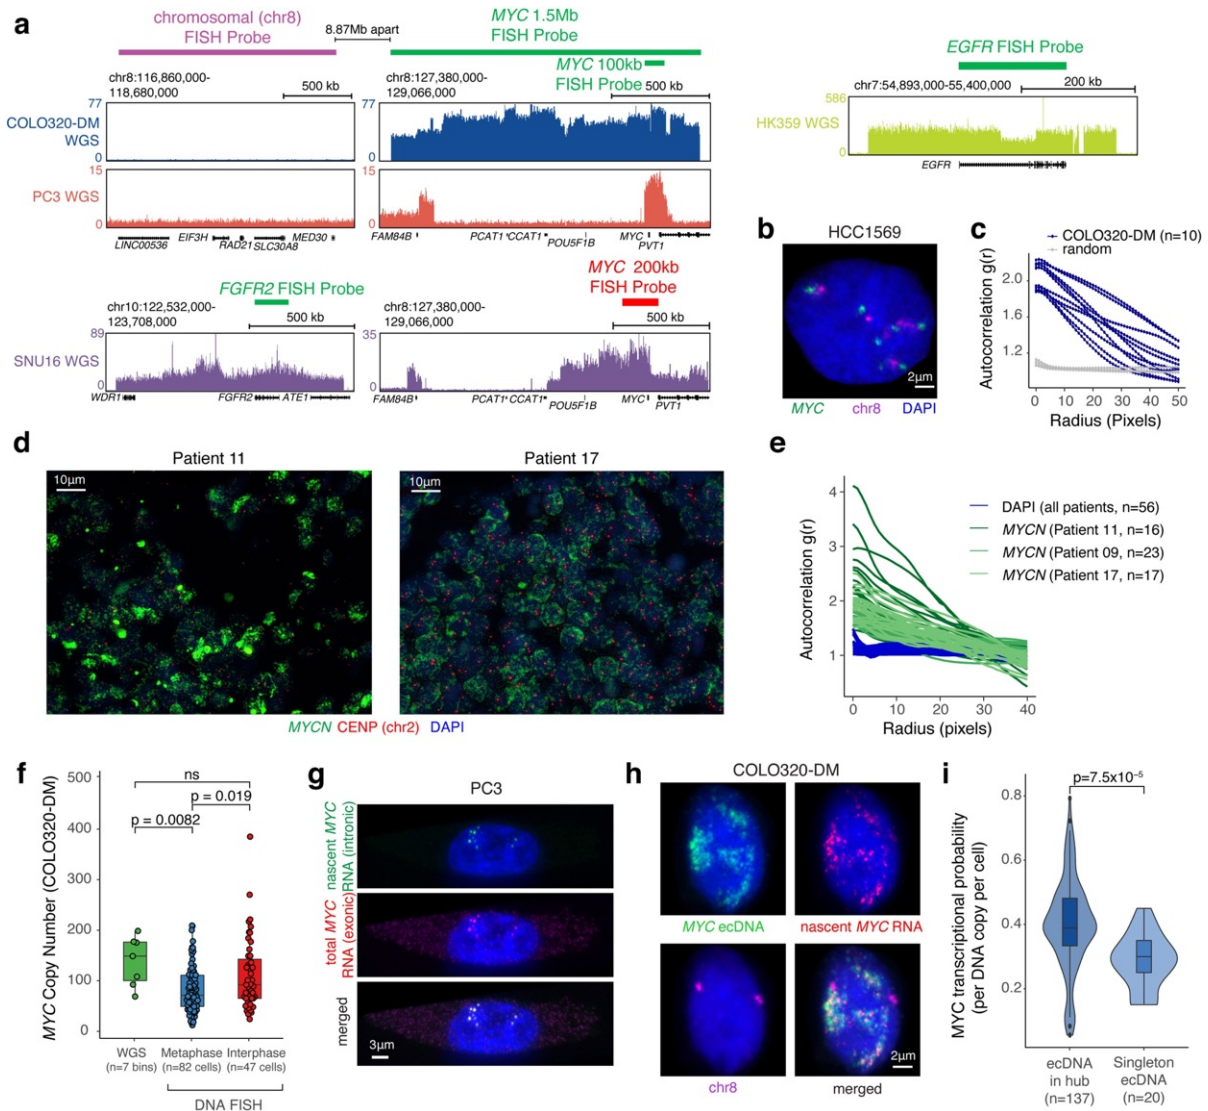 a
chromosomal (chr8)
FISH Probe
8.87Mb apart
MYC 1.5Mb
FISH Probe
MYC 100kb
FISH Probe
chr8:116,860,000-
118,680,000
500 kb
chr8:127,380,000-
129,066,000
500 kb
77
COLO320-DM
WGS
0
77
0
15
PC3 WGS
0
15
0
LINC00536 EIF3H RAD21 SLC30A8 MED30
FAM84B PCAT1 CCAT1 POU5F1B MYC PVT1
EGFR FISH Probe
chr7:54,893,000-55,400,000
200 kb
586
HK359 WGS
0
EGFR
FGFR2 FISH Probe
chr10:122,532,000-
123,708,000
500 kb
89
SNU16 WGS
0
WDR1 FGFR2 ATE1
MYC 200kb
FISH Probe
chr8:127,380,000-
129,066,000
500 kb
35
0
FAM84B PCAT1 CCAT1 POU5F1B MYC PVT1
b
HCC1569
2μm
MYC chr8 DAPI
c
COLO320-DM (n=10)
random
Autocorrelation g(r)
2.0
1.6
1.2
0 10 20 30 40 50
Radius (Pixels)
d
Patient 11
10μm
Patient 17
10μm
MYCN CENP (chr2) DAPI
e
Autocorrelation g(r)
4
3
2
1
0 10 20 30 40
Radius (pixels)
DAPI (all patients, n=56)
MYCN (Patient 11, n=16)
MYCN (Patient 09, n=23)
MYCN (Patient 17, n=17)
f
MYC Copy Number (COLO320-DM)
500
400
300
200
100
0
ns
p = 0.019
p = 0.0082
WGS
(n=7 bins)
Metaphase
(n=82 cells)
Interphase
(n=47 cells)
DNA FISH
g
PC3
nascent MYC
RNA (intronic)
total MYC
RNA (exonic)
merged
3μm
h
COLO320-DM
MYC ecDNA
nascent MYC RNA
chr8
merged
2μm
i
MYC transcriptional probability
(per DNA copy per cell)
0.8
0.6
0.4
0.2
p=7.5x10⁻⁵
ecDNA
in hub
(n=137)
Singleton
ecDNA
(n=20)